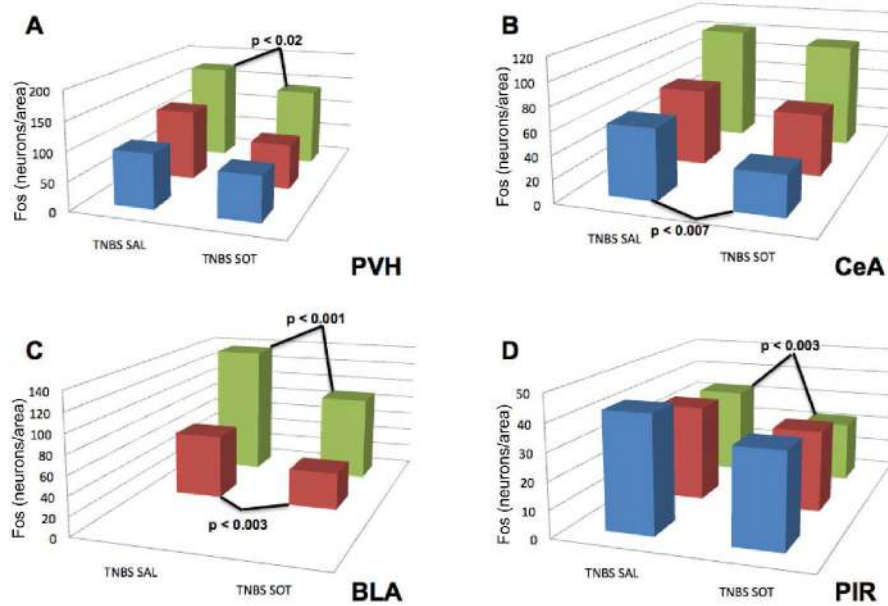 A
p < 0.02
Fos (neurons/area)
200
150
100
50
0
TNBS SAL
TNBS SOT
PVH
B
Fos (neurons/area)
120
100
80
60
40
20
0
TNBS SAL
p < 0.007
TNBS SOT
CeA
C
p < 0.001
Fos (neurons/area)
140
120
100
80
60
40
20
0
p < 0.003
TNBS SAL
TNBS SOT
BLA
D
p < 0.003
Fos (neurons/area)
50
40
30
20
10
0
TNBS SAL
TNBS SOT
PIR